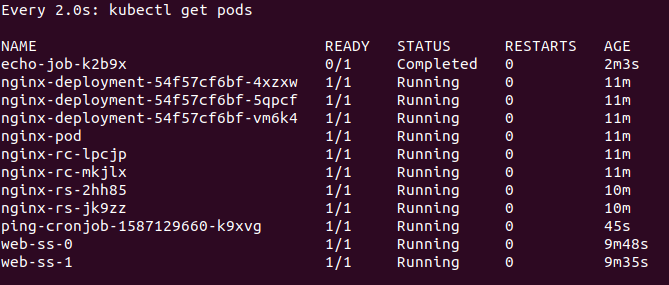 Every 2.0s: kubectl get pods
NAME READY STATUS RESTARTS AGE
echo-job-k2b9x 0/1 Completed 0 2m3s
nginx-deployment-54f57cf6bf-4xzxw 1/1 Running 0 11m
nginx-deployment-54f57cf6bf-5qpcf 1/1 Running 0 11m
nginx-deployment-54f57cf6bf-vm6k4 1/1 Running 0 11m
nginx-pod 1/1 Running 0 11m
nginx-rc-lpcjp 1/1 Running 0 11m
nginx-rc-mkjlx 1/1 Running 0 11m
nginx-rs-2hh85 1/1 Running 0 10m
nginx-rs-jk9zz 1/1 Running 0 10m
ping-cronjob-1587129660-k9xvg 1/1 Running 0 45s
web-ss-0 1/1 Running 0 9m48s
web-ss-1 1/1 Running 0 9m35s